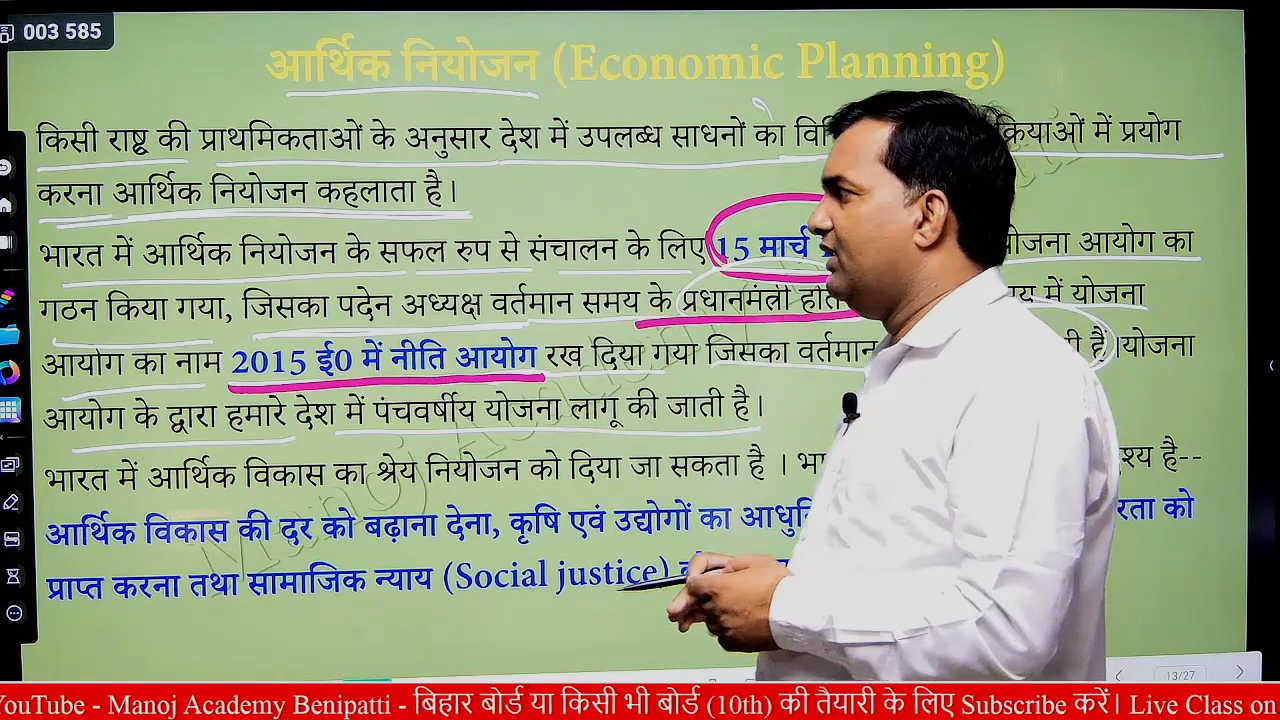 003 585
आर्थिक नियोजन (Economic Planning)
किसी राष्ट्र की प्राथमिकताओं के अनुसार देश में उपलब्ध साधनों का क्रियाओं में प्रयोग
करना आर्थिक नियोजन कहलाता है।
भारत में आर्थिक नियोजन के सफल रुप से संचालन के लिए 15 मार्च योजना आयोग का
गठन किया गया, जिसका पदेन अध्यक्ष वर्तमान समय के प्रधानमंत्री में योजना
आयोग का नाम 2015 ई0 में नीति आयोग रख दिया गया जिसका वर्तमान हैं।योजना
आयोग के द्वारा हमारे देश में पंचवर्षीय योजना लागू की जाती है।
भारत में आर्थिक विकास का श्रेय नियोजन को दिया जा सकता है । है--
आर्थिक विकास की दर को बढ़ाना देना, कृषि एवं उद्योगों का को
प्राप्त करना तथा सामाजिक न्याय (Social justice)
13/27
YouTube - Manoj Academy Benipatti - बिहार बोर्ड या किसी भी बोर्ड (10th) की तैयारी के लिए Subscribe करें। Live Class on